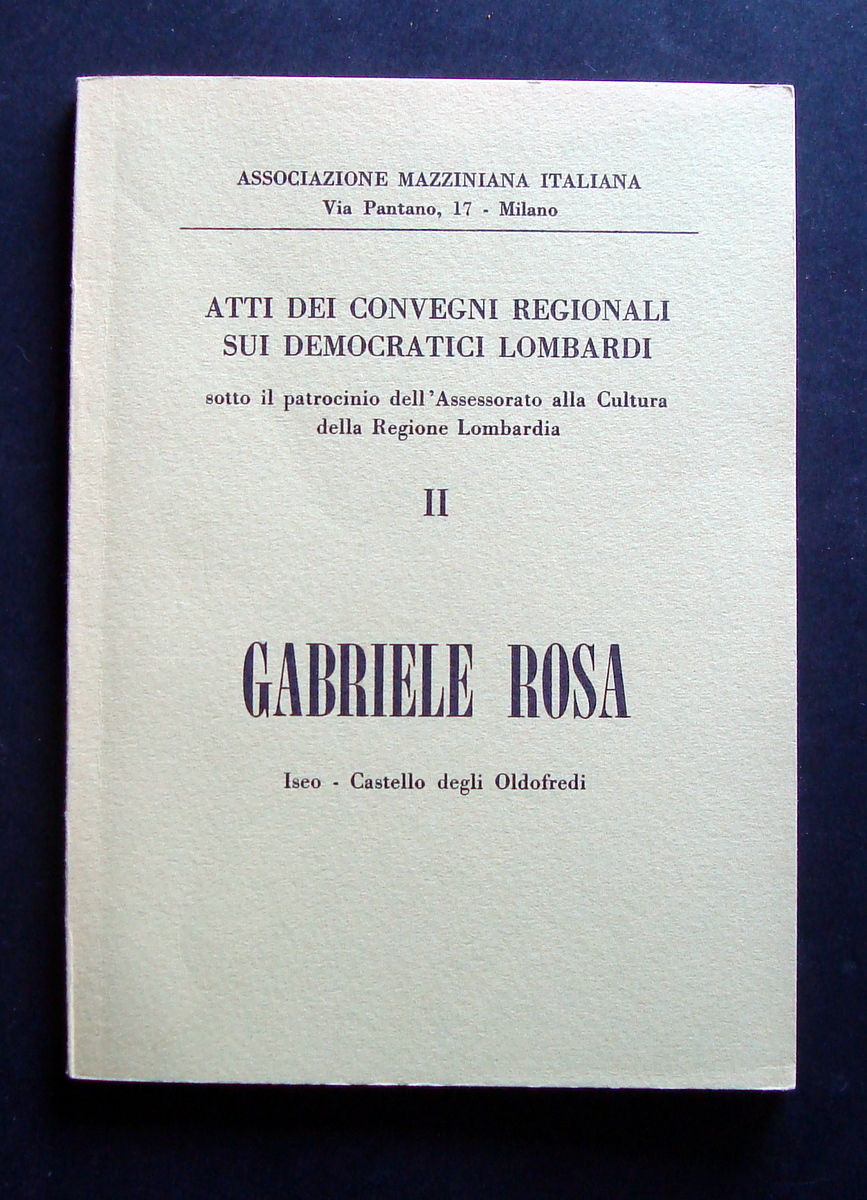 ASSOCIAZIONE MAZZINIANA ITALIANA
Via Pantano, 17 - Milano
ATTI DEI CONVEGNI REGIONALI
SUI DEMOCRATICI LOMBARDI
sotto il patrocinio dell'Assessorato alla Cultura
della Regione Lombardia
II
GABRIELE ROSA
Iseo - Castello degli Oldofredi